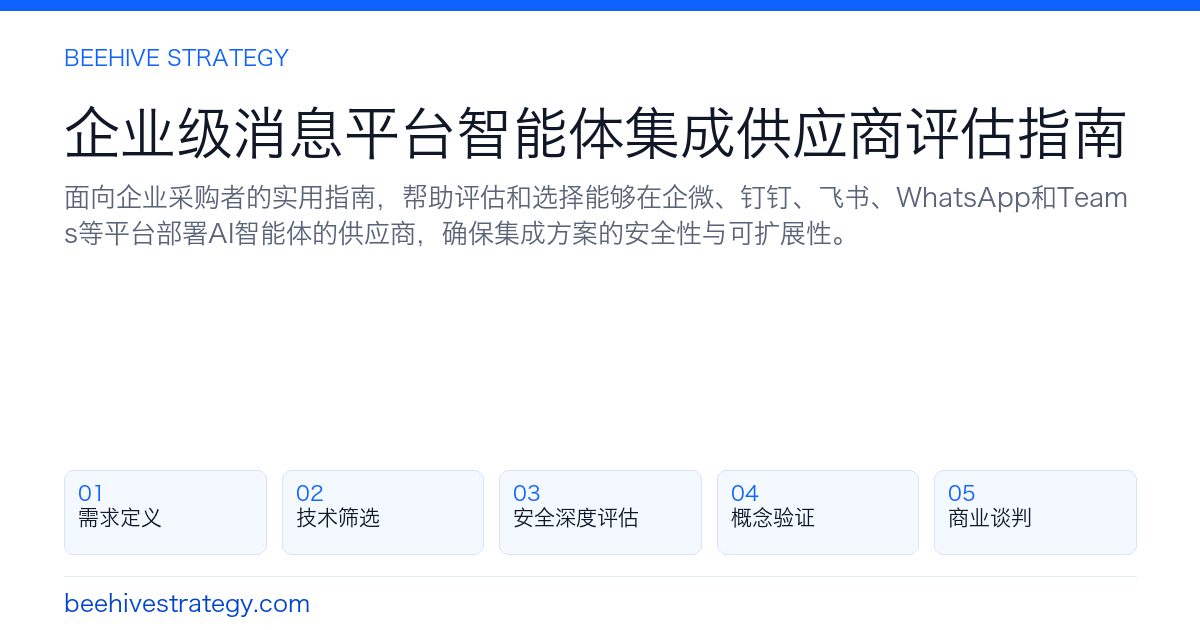 BEEHIVE STRATEGY
企业级消息平台智能体集成供应商评估指南
面向企业采购者的实用指南，帮助评估和选择能够在企微、钉钉、飞书、WhatsApp和Team
s等平台部署AI智能体的供应商，确保集成方案的安全性与可扩展性。
01
需求定义
02
技术筛选
03
安全深度评估
04
概念验证
05
商业谈判
beehivestrategy.com